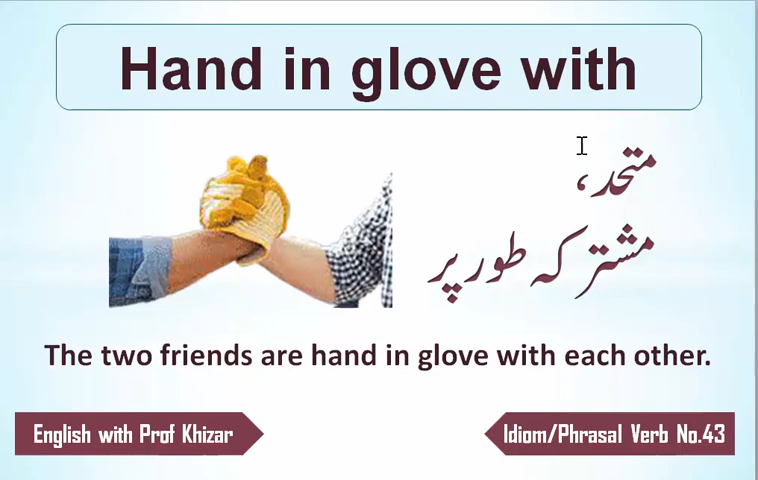 Hand in glove with
متحد،
مشترکہ طور پر
The two friends are hand in glove with each other.
English with Prof Khizar
Idiom/Phrasal Verb No.43